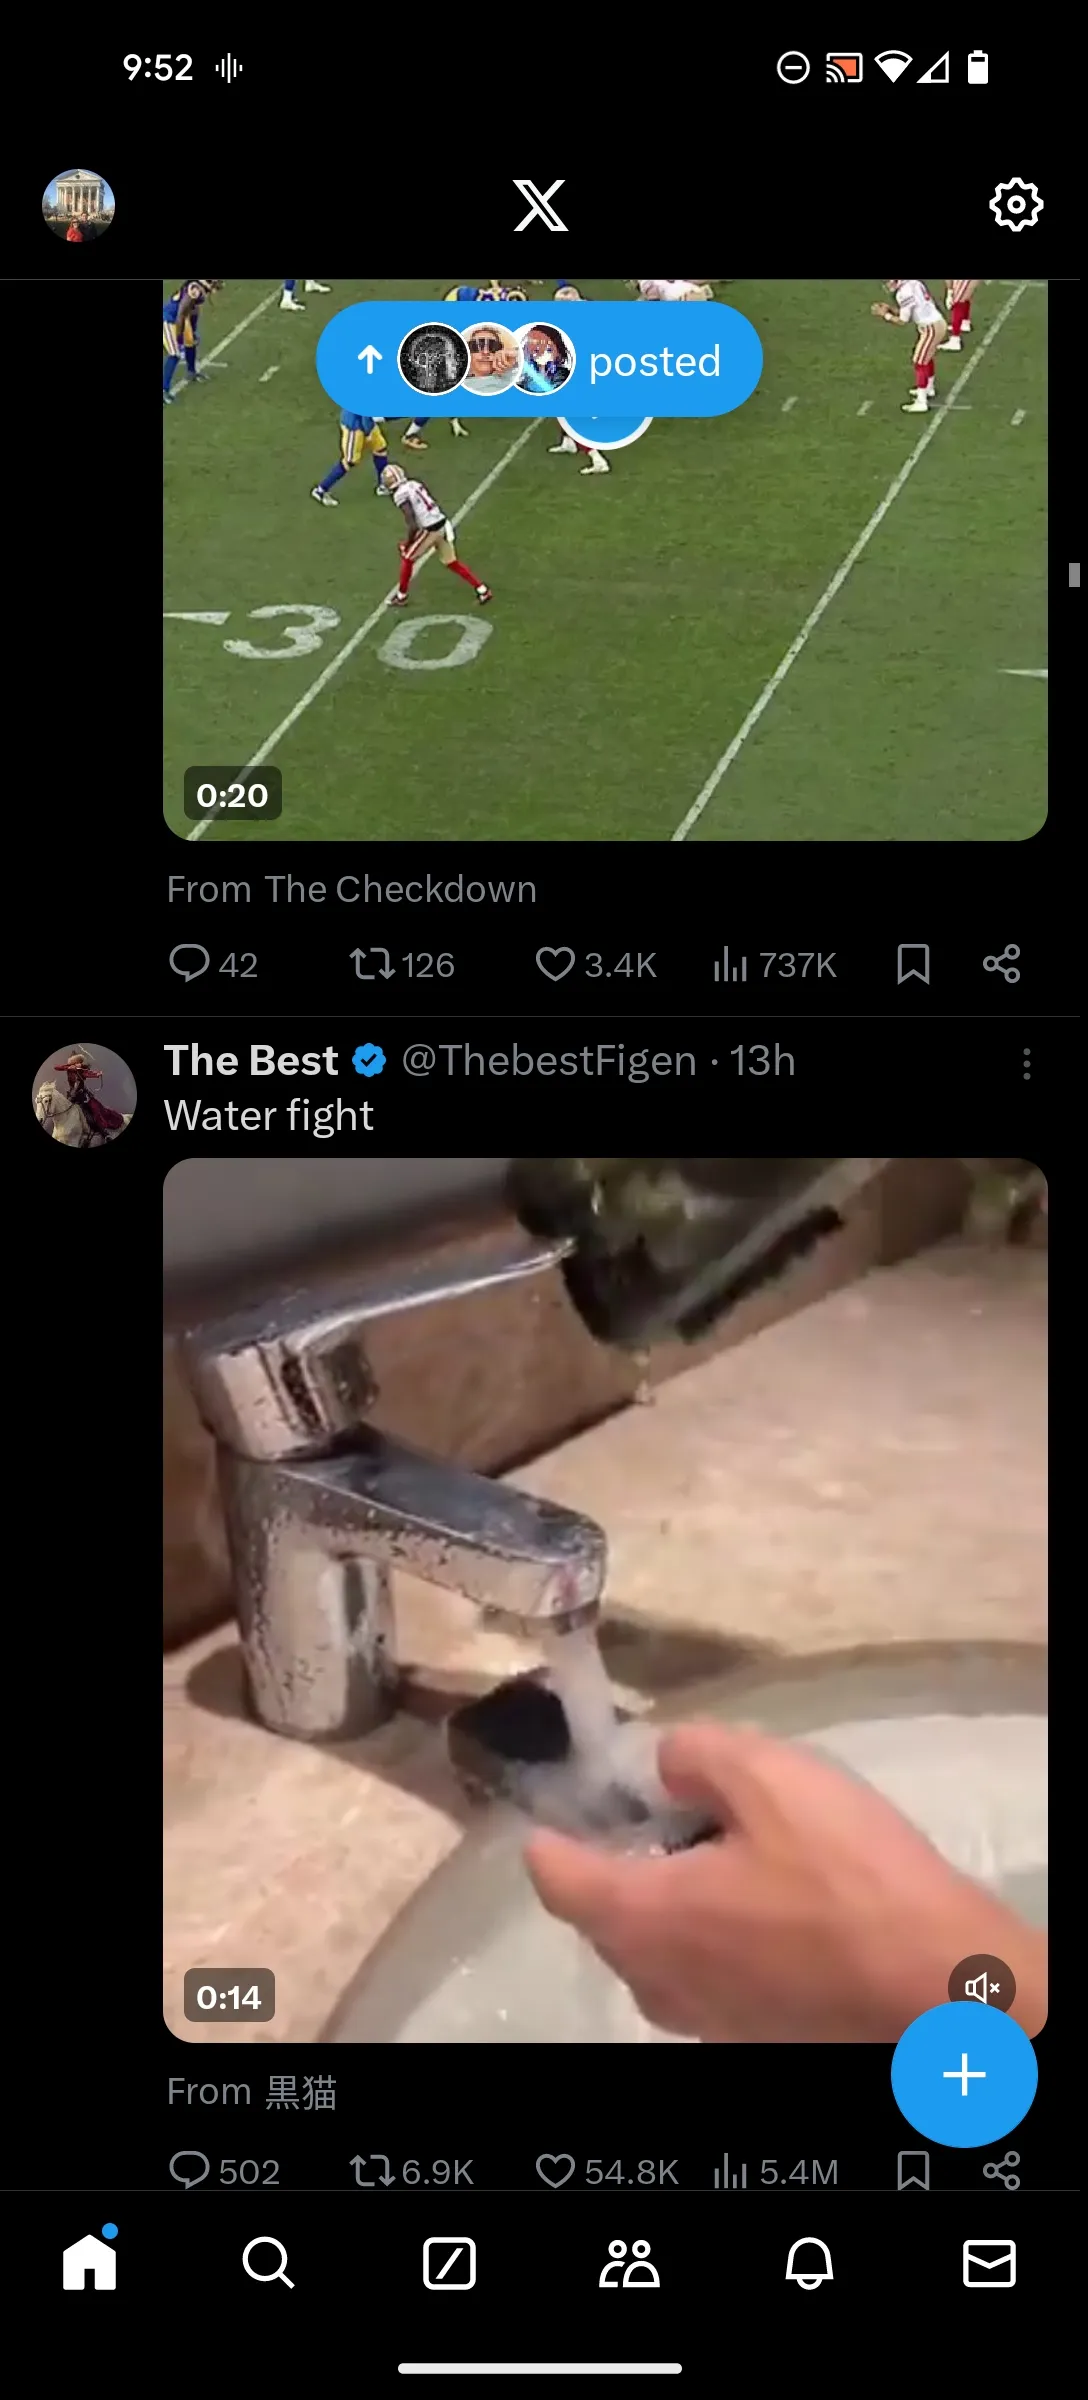 9:52
posted
30
0:20
From The Checkdown
42 126 3.4K 737K
The Best @ThebestFigen · 13h
Water fight
0:14
From 黒猫
502 6.9K 54.8K 5.4M